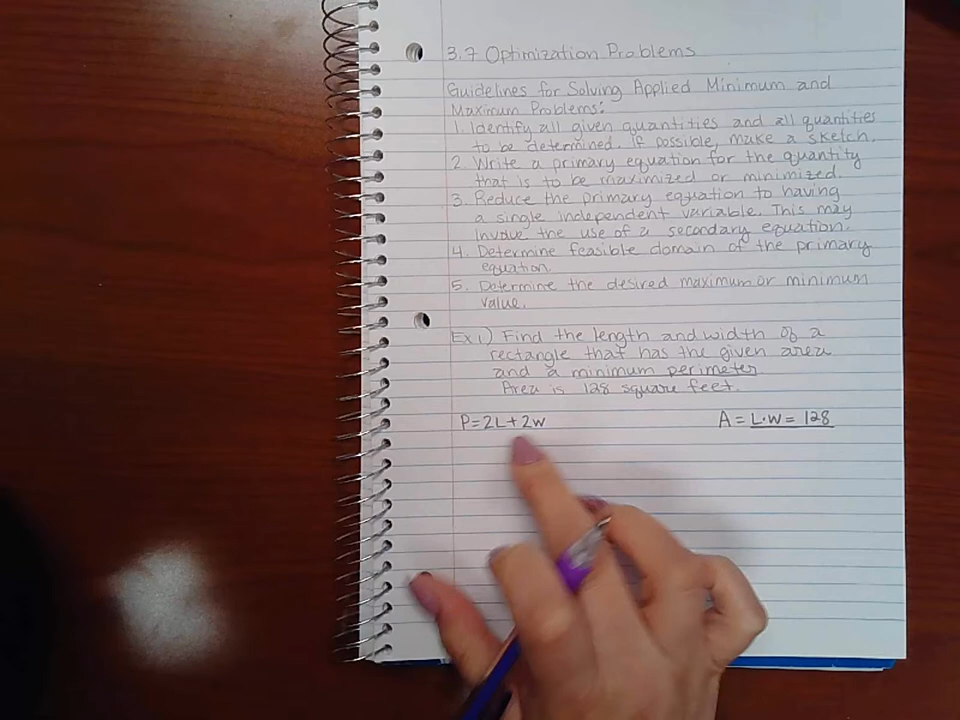 3.7 Optimization Problems
Guidelines for Solving Applied Minimum and
Maximum Problems:
1. Identify all given quantities and all quantities
to be determined. If possible, make a sketch.
2. Write a primary equation for the quantity
that is to be maximized or minimized.
3. Reduce the primary equation to having
a single independent variable. This may
involve the use of a secondary equation.
4. Determine feasible domain of the primary
equation.
5. Determine the desired maximum or minimum
value.
Ex 1) Find the length and width of a
rectangle that has the given area
and a minimum perimeter.
Area is 128 square feet.
P=2L+2W
A = L·W = 128